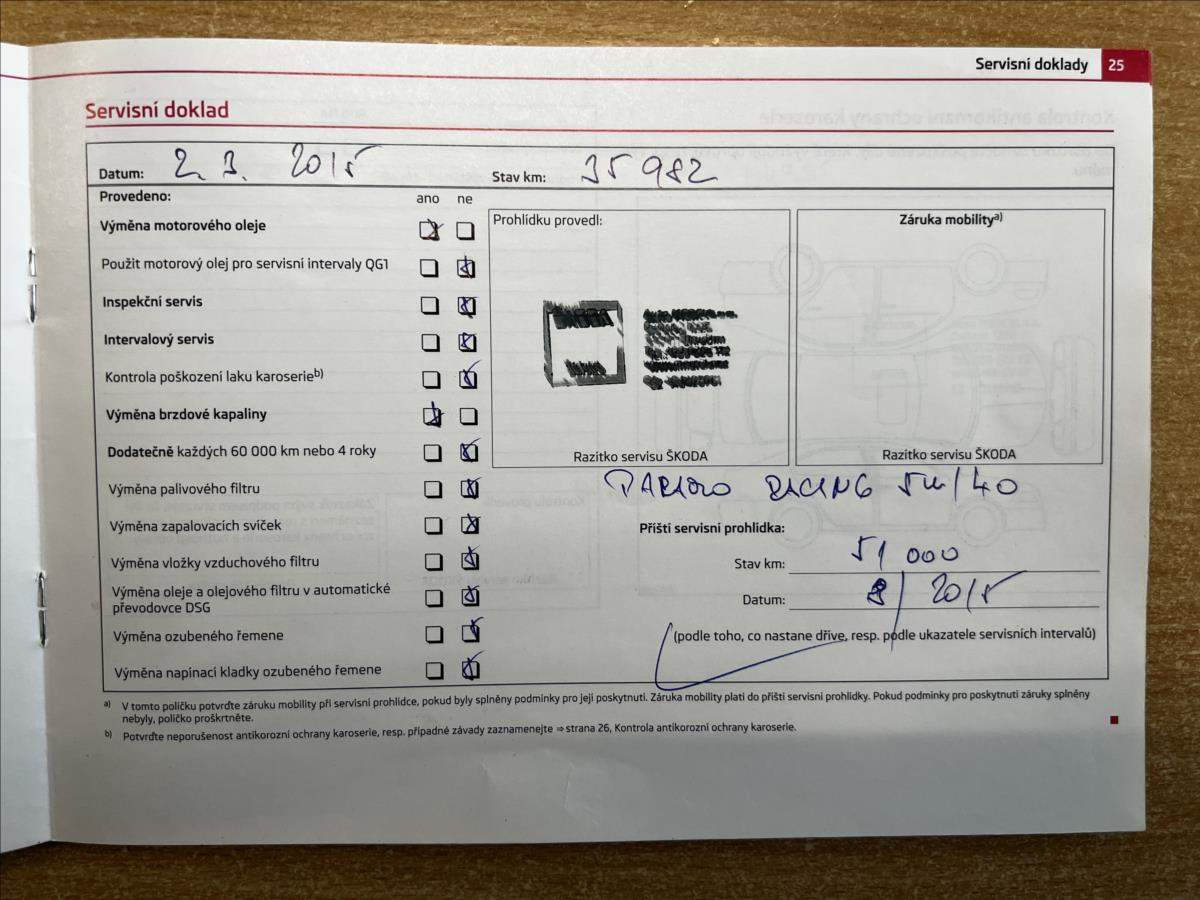 Servisní doklady 25
Servisní doklad
Datum: 2. 3. 2015 Stav km: 35 982
Provedeno: ano ne
Výměna motorového oleje
Použit motorový olej pro servisní intervaly QG1
Inspekční servis
Intervalový servis
Kontrola poškození laku karoserie b)
Výměna brzdové kapaliny
Dodatečně každých 60 000 km nebo 4 roky
Výměna palivového filtru
Výměna zapalovacích svíček
Výměna vložky vzduchového filtru
Výměna oleje a olejového filtru v automatické
převodovce DSG
Výměna ozubeného řemene
Výměna napínací kladky ozubeného řemene
Prohlídku provedl:
Razítko servisu ŠKODA
Záruka mobility a)
Razítko servisu ŠKODA
RACING 5W/40
Příští servisní prohlídka:
Stav km: 51 000
Datum: 8/2015
(podle toho, co nastane dříve, resp. podle ukazatele servisních intervalů)
a) V tomto políčku potvrďte záruku mobility při servisní prohlídce, pokud byly splněny podmínky pro její poskytnutí. Záruka mobility platí do příští servisní prohlídky. Pokud podmínky pro poskytnutí záruky splněny
nebyly, políčko proškrtněte.
b) Potvrďte neporušenost antikorozní ochrany karoserie, resp. případné závady zaznamenejte ⇒ strana 26, Kontrola antikorozní ochrany karoserie.